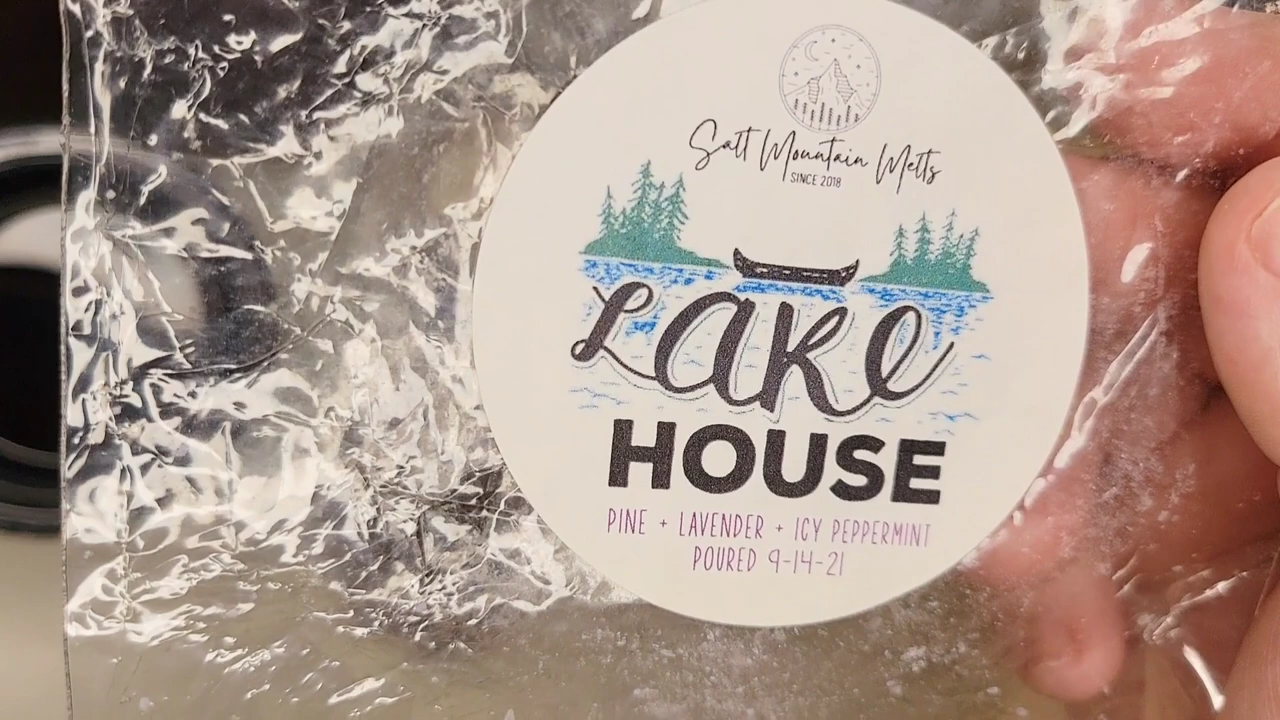 Salt Mountain Melts
SINCE 2018
LAKE
HOUSE
PINE + LAVENDER + ICY PEPPERMINT
POURED 9-14-21